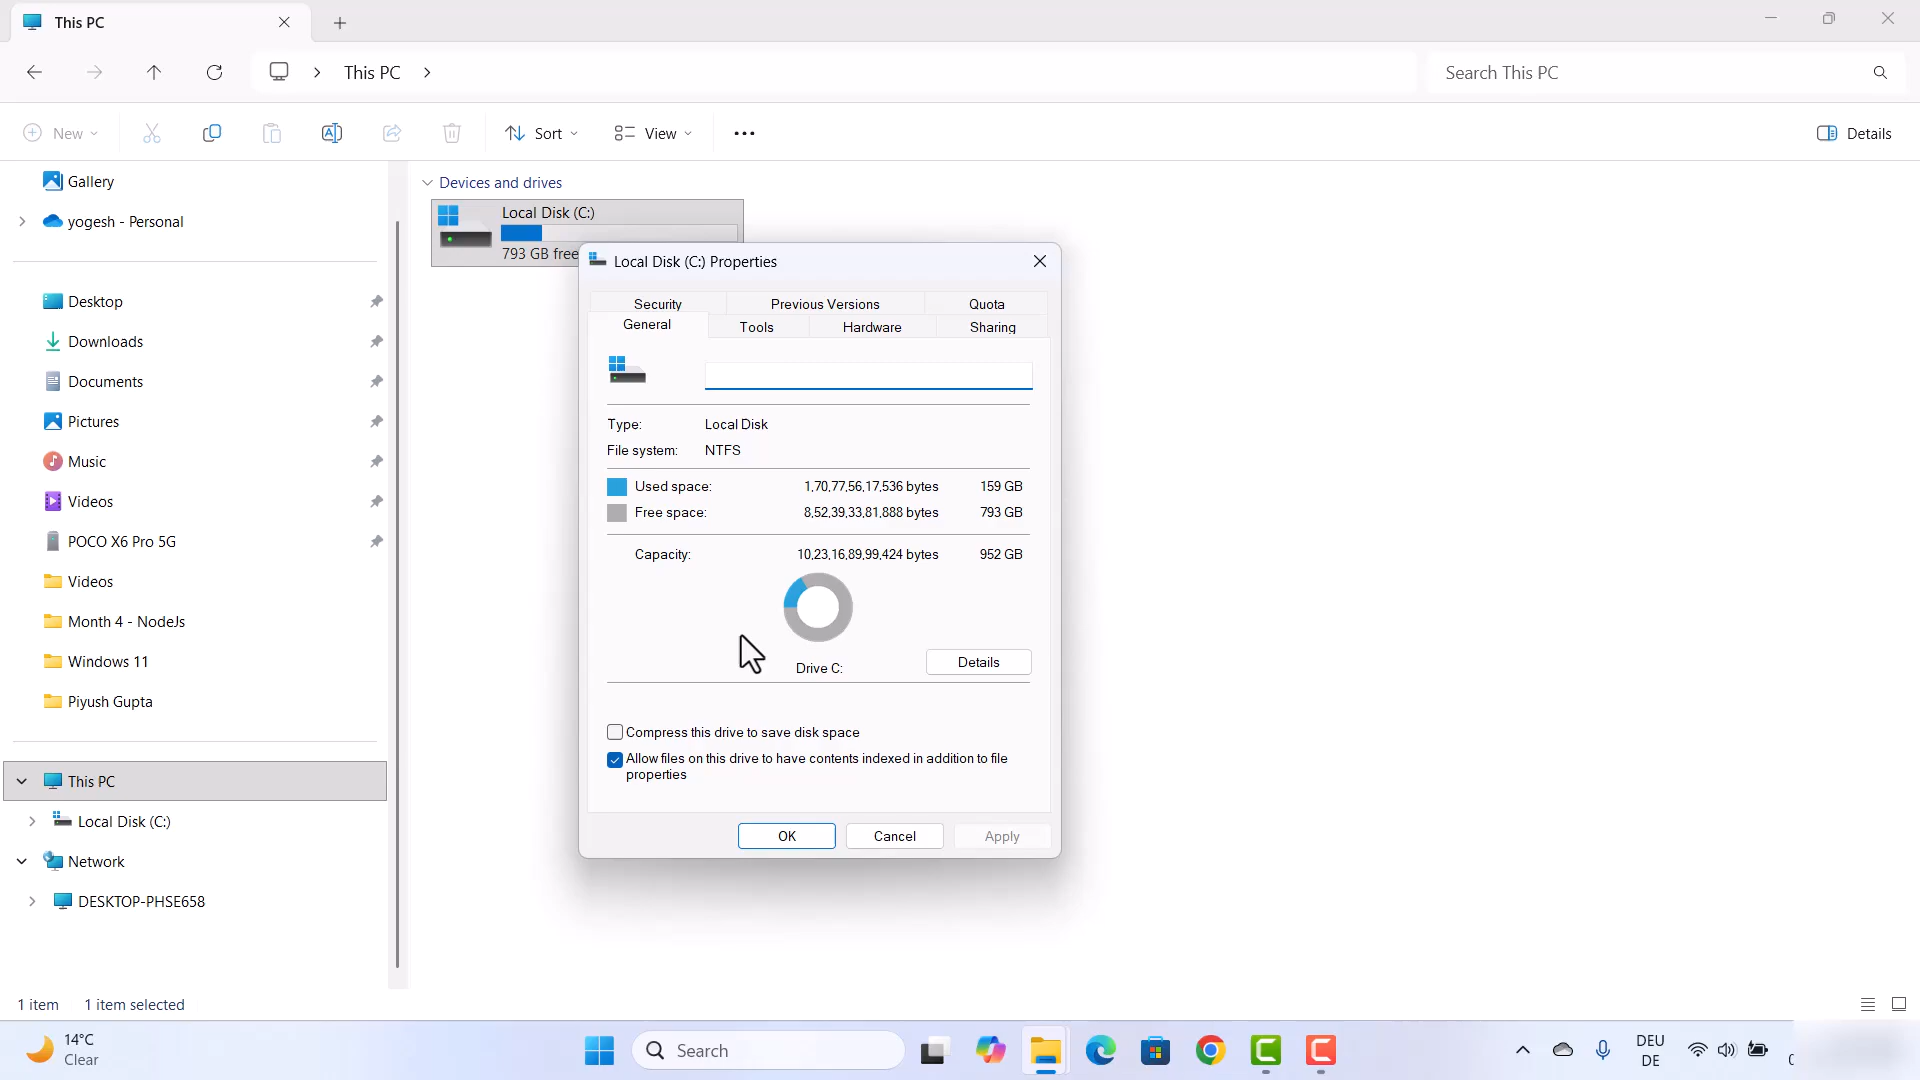 This PC
This PC
Search This PC
New
Sort
View
Details
Gallery
yogesh - Personal
Desktop
Downloads
Documents
Pictures
Music
Videos
POCO X6 Pro 5G
Videos
Month 4 - NodeJs
Windows 11
Piyush Gupta
This PC
Local Disk (C:)
Network
DESKTOP-PHSE658
Devices and drives
Local Disk (C:)
793 GB free
Local Disk (C:) Properties
Security Previous Versions Quota
General Tools Hardware Sharing
Type: Local Disk
File system: NTFS
Used space: 1,70,77,56,17,536 bytes 159 GB
Free space: 8,52,39,33,81,888 bytes 793 GB
Capacity: 10,23,16,89,99,424 bytes 952 GB
Drive C:
Details
Compress this drive to save disk space
Allow files on this drive to have contents indexed in addition to file
properties
OK Cancel Apply
1 item 1 item selected
14°C
Clear
Search
DEU
DE